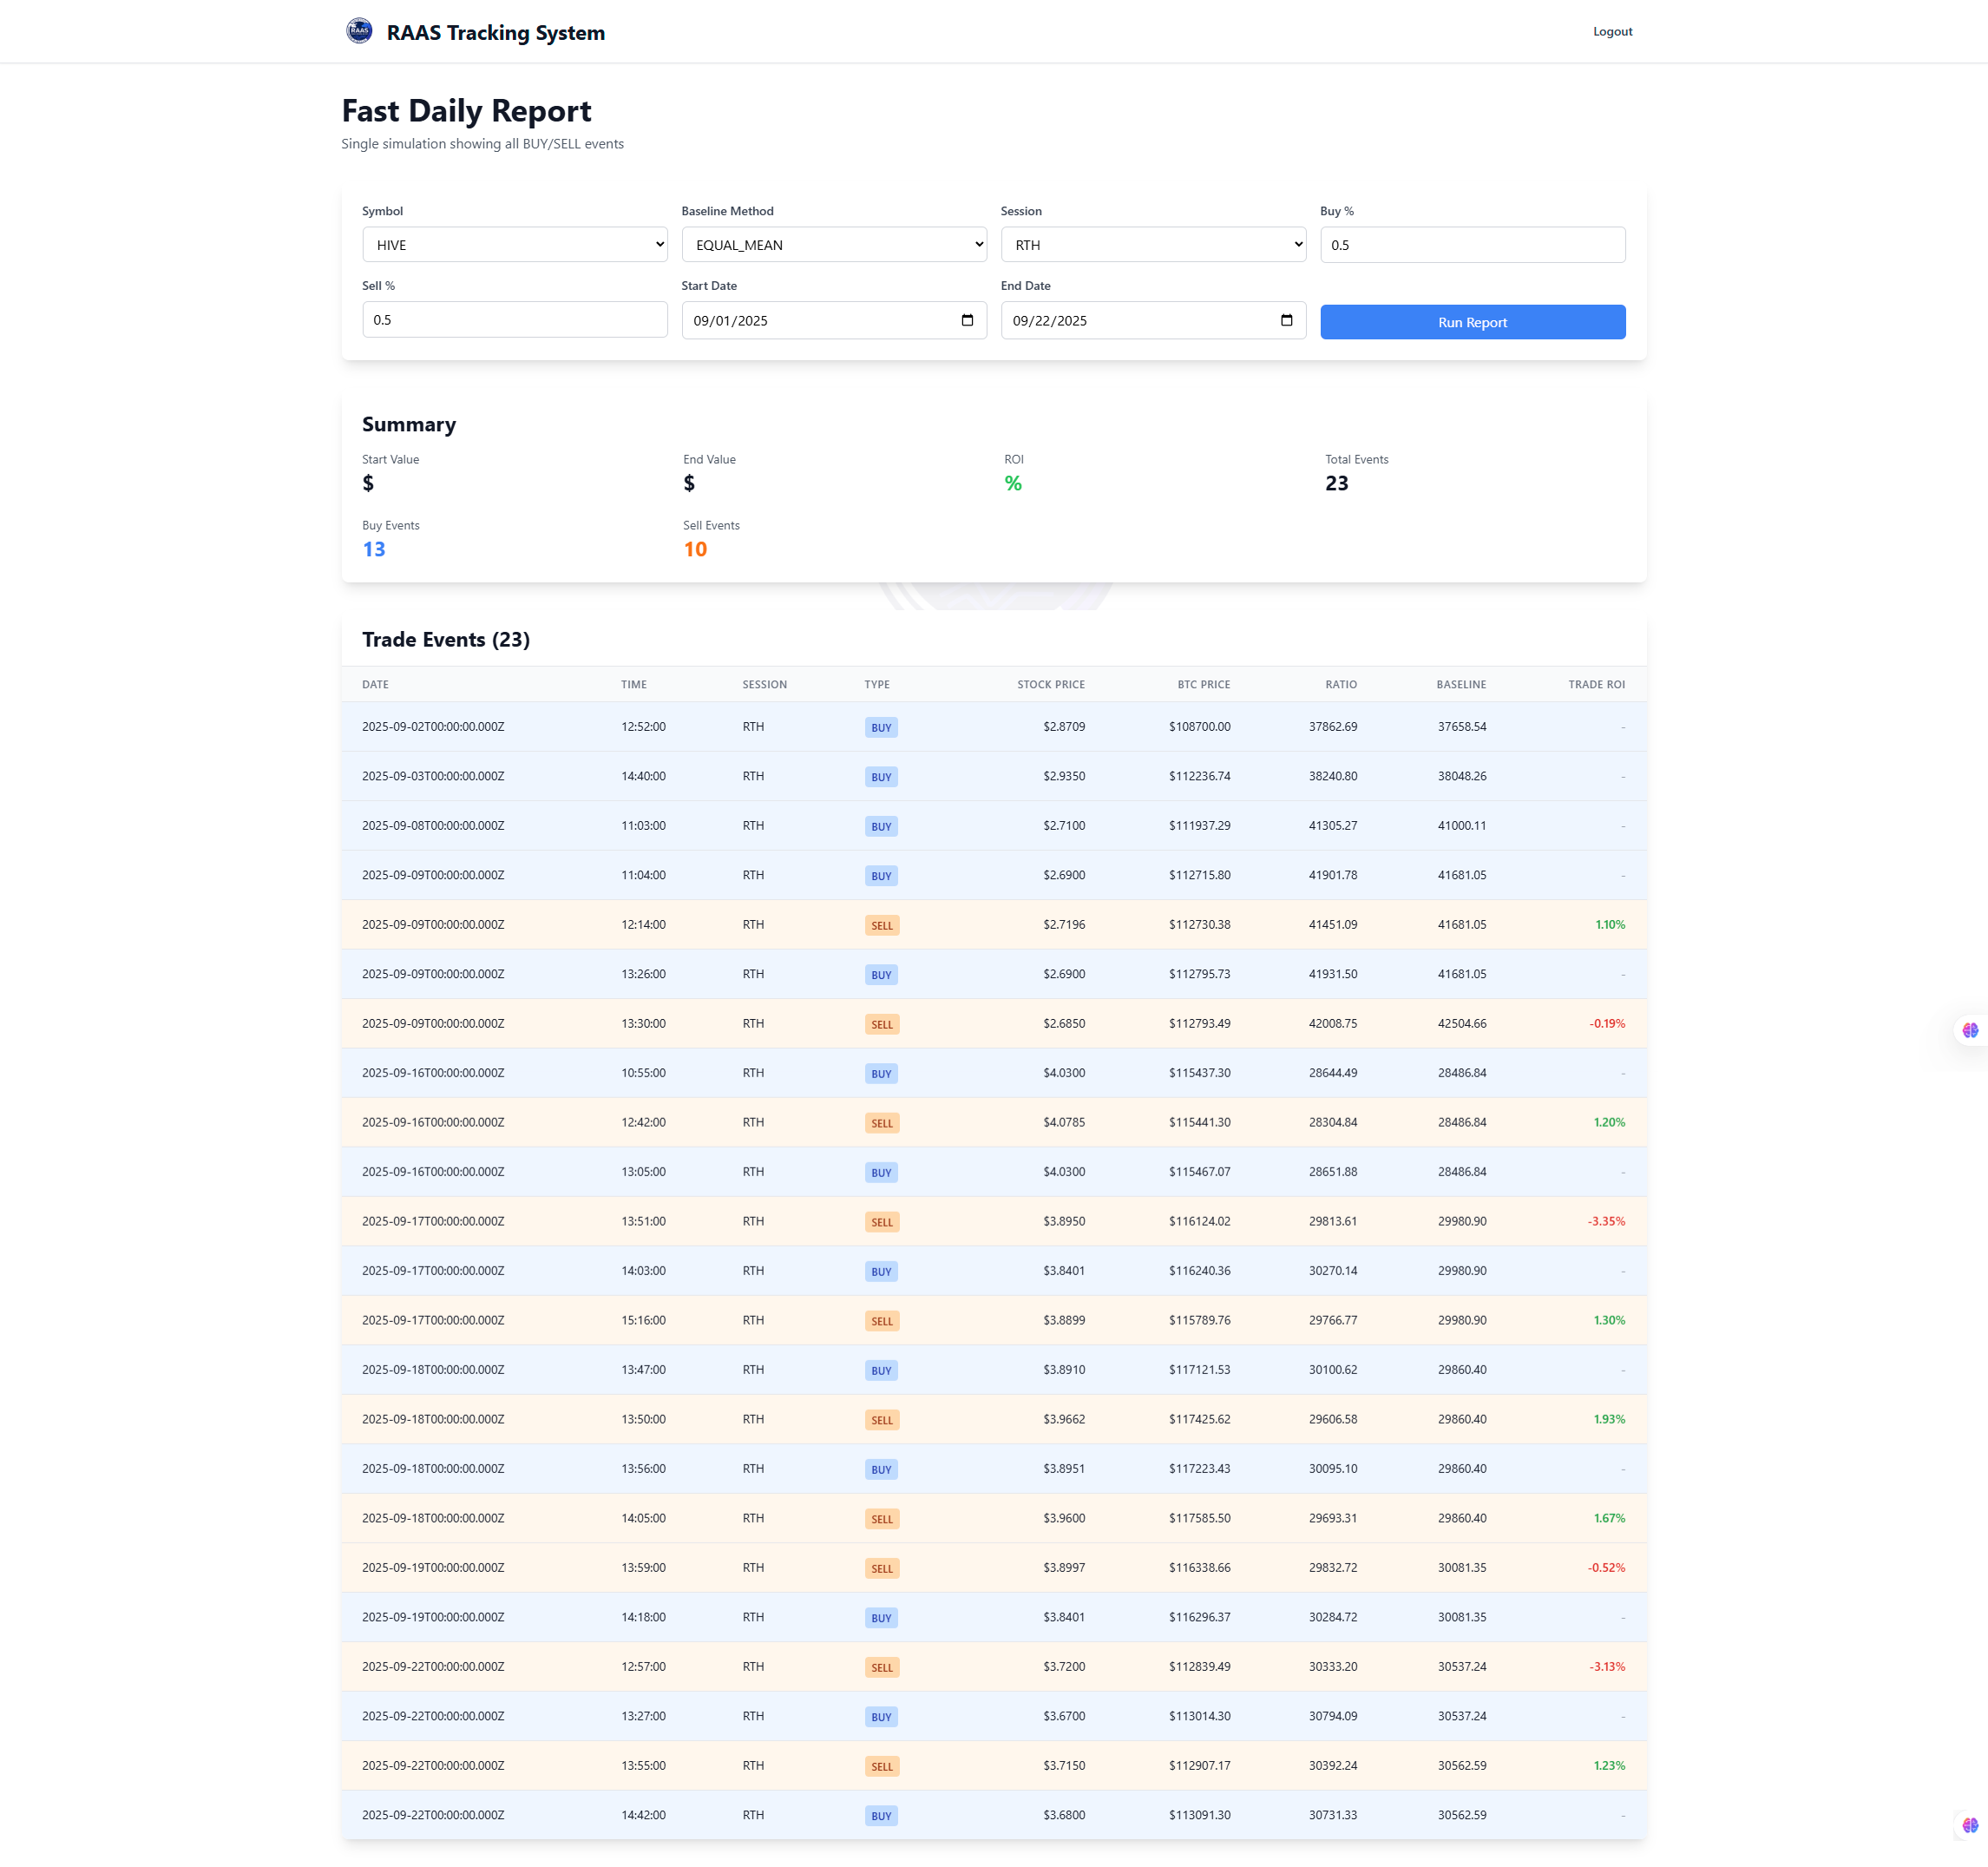 RAAS
RAAS Tracking System
Logout
Fast Daily Report
Single simulation showing all BUY/SELL events
Symbol Baseline Method Session Buy %
HIVE EQUAL_MEAN RTH 0.5
Sell % Start Date End Date
0.5 09/01/2025 09/22/2025 Run Report
Summary
Start Value End Value ROI Total Events
$ $ % 23
Buy Events Sell Events
13 10
Trade Events (23)
DATE TIME SESSION TYPE STOCK PRICE BTC PRICE RATIO BASELINE TRADE ROI
2025-09-02T00:00:00.000Z 12:52:00 RTH BUY $2.8709 $108700.00 37862.69 37658.54 -
2025-09-03T00:00:00.000Z 14:40:00 RTH BUY $2.9350 $112236.74 38240.80 38048.26 -
2025-09-08T00:00:00.000Z 11:03:00 RTH BUY $2.7100 $111937.29 41305.27 41000.11 -
2025-09-09T00:00:00.000Z 11:04:00 RTH BUY $2.6900 $112715.80 41901.78 41681.05 -
2025-09-09T00:00:00.000Z 12:14:00 RTH SELL $2.7196 $112730.38 41451.09 41681.05 1.10%
2025-09-09T00:00:00.000Z 13:26:00 RTH BUY $2.6900 $112795.73 41931.50 41681.05 -
2025-09-09T00:00:00.000Z 13:30:00 RTH SELL $2.6850 $112793.49 42008.75 42504.66 -0.19%
2025-09-16T00:00:00.000Z 10:55:00 RTH BUY $4.0300 $115437.30 28644.49 28486.84 -
2025-09-16T00:00:00.000Z 12:42:00 RTH SELL $4.0785 $115441.30 28304.84 28486.84 1.20%
2025-09-16T00:00:00.000Z 13:05:00 RTH BUY $4.0300 $115467.07 28651.88 28486.84 -
2025-09-17T00:00:00.000Z 13:51:00 RTH SELL $3.8950 $116124.02 29813.61 29980.90 -3.35%
2025-09-17T00:00:00.000Z 14:03:00 RTH BUY $3.8401 $116240.36 30270.14 29980.90 -
2025-09-17T00:00:00.000Z 15:16:00 RTH SELL $3.8899 $115789.76 29766.77 29980.90 1.30%
2025-09-18T00:00:00.000Z 13:47:00 RTH BUY $3.8910 $117121.53 30100.62 29860.40 -
2025-09-18T00:00:00.000Z 13:50:00 RTH SELL $3.9662 $117425.62 29606.58 29860.40 1.93%
2025-09-18T00:00:00.000Z 13:56:00 RTH BUY $3.8951 $117223.43 30095.10 29860.40 -
2025-09-18T00:00:00.000Z 14:05:00 RTH SELL $3.9600 $117585.50 29693.31 29860.40 1.67%
2025-09-19T00:00:00.000Z 13:59:00 RTH SELL $3.8997 $116338.66 29832.72 30081.35 -0.52%
2025-09-19T00:00:00.000Z 14:18:00 RTH BUY $3.8401 $116296.37 30284.72 30081.35 -
2025-09-22T00:00:00.000Z 12:57:00 RTH SELL $3.7200 $112839.49 30333.20 30537.24 -3.13%
2025-09-22T00:00:00.000Z 13:27:00 RTH BUY $3.6700 $113014.30 30794.09 30537.24 -
2025-09-22T00:00:00.000Z 13:55:00 RTH SELL $3.7150 $112907.17 30392.24 30562.59 1.23%
2025-09-22T00:00:00.000Z 14:42:00 RTH BUY $3.6800 $113091.30 30731.33 30562.59 -